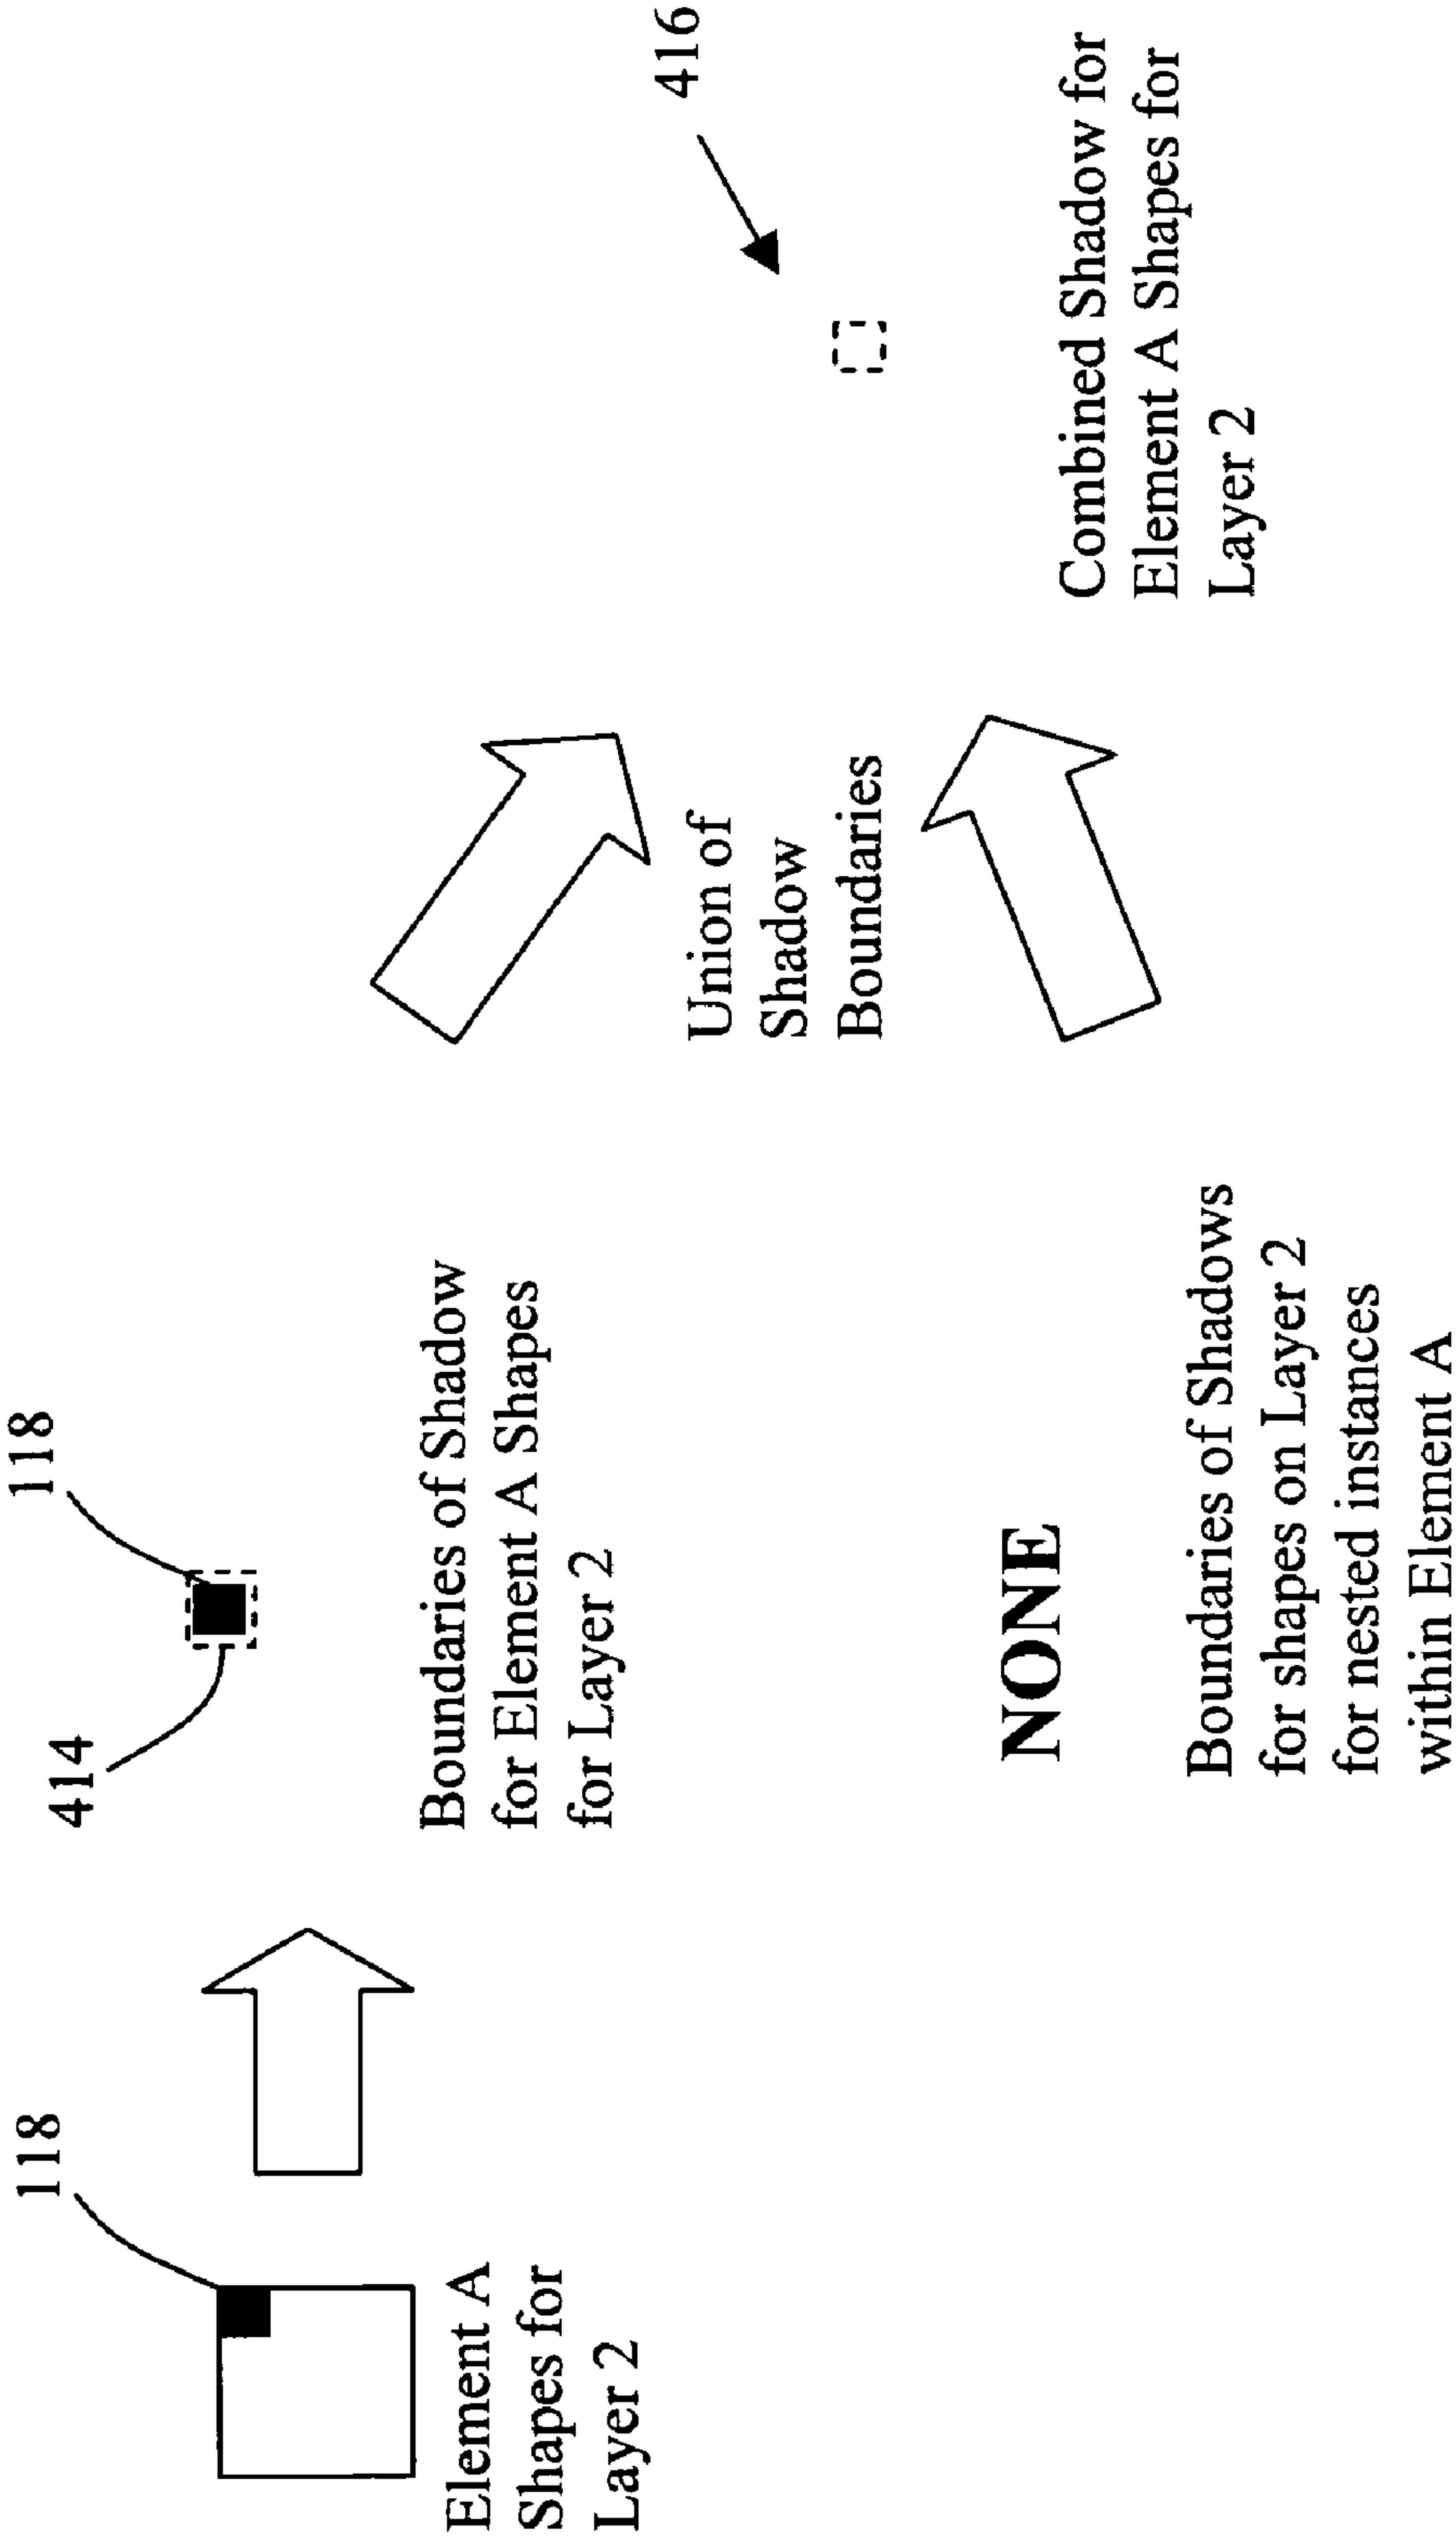 118
Element A
Shapes for
Layer 2
414
118
Boundaries of Shadow
for Element A Shapes
for Layer 2
NONE
Boundaries of Shadows
for shapes on Layer 2
for nested instances
within Element A
Union of
Shadow
Boundaries
416
Combined Shadow for
Element A Shapes for
Layer 2